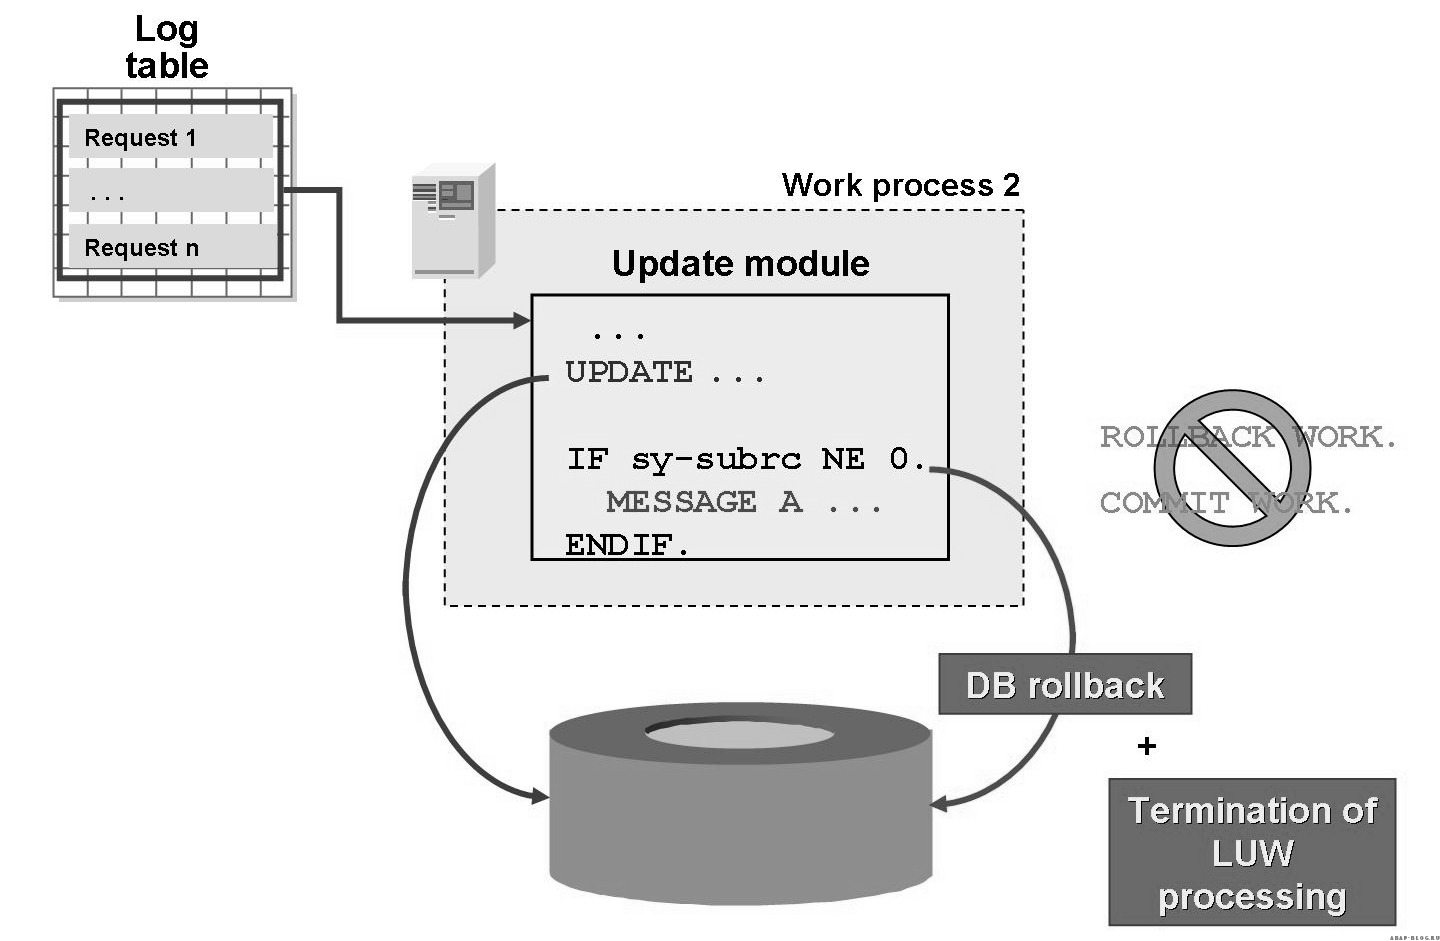 Log
table
Request 1
...
Request n
Work process 2
Update module
...
UPDATE ...
IF sy-subrc NE 0.
MESSAGE A ...
ENDIF.
ROLLBACK WORK.
COMMIT WORK.
DB rollback
+
Termination of
LUW
processing
ABAP-BLOG.RU